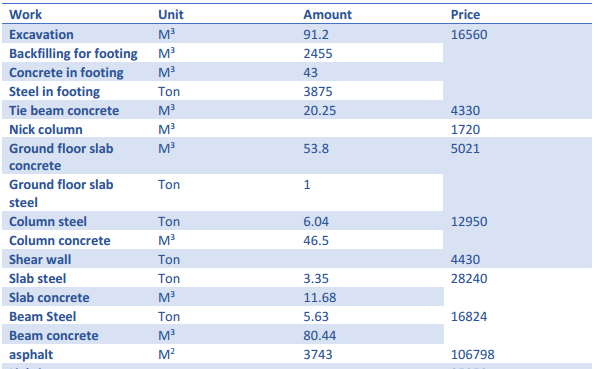 Work Unit Amount Price
Excavation M³ 91.2 16560
Backfilling for footing M³ 2455
Concrete in footing M³ 43
Steel in footing Ton 3875
Tie beam concrete M³ 20.25 4330
Nick column M³ 1720
Ground floor slab M³ 53.8 5021
concrete
Ground floor slab Ton 1
steel
Column steel Ton 6.04 12950
Column concrete M³ 46.5
Shear wall Ton 4430
Slab steel Ton 3.35 28240
Slab concrete M³ 11.68
Beam Steel Ton 5.63 16824
Beam concrete M³ 80.44
asphalt M² 3743 106798